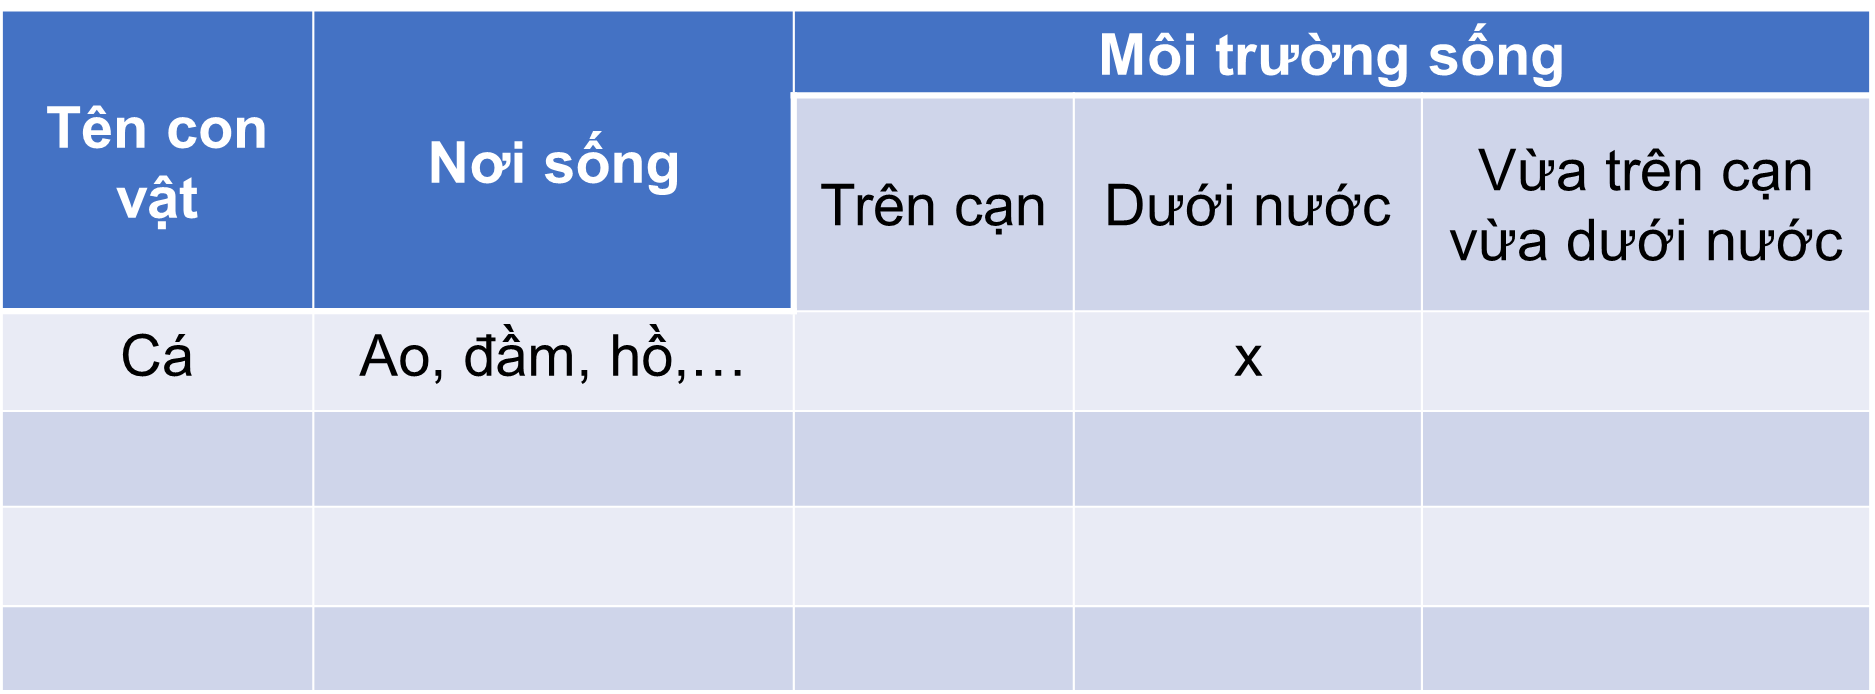 Tên con
vật
Nơi sống
Môi trường sống
Trên cạn
Dưới nước
Vừa trên cạn
vừa dưới nước
Cá
Ao, đầm, hồ,…
x